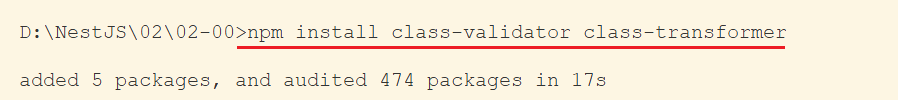 D:\NestJS\02\02-00>npm install class-validator class-transformer
added 5 packages, and audited 474 packages in 17s